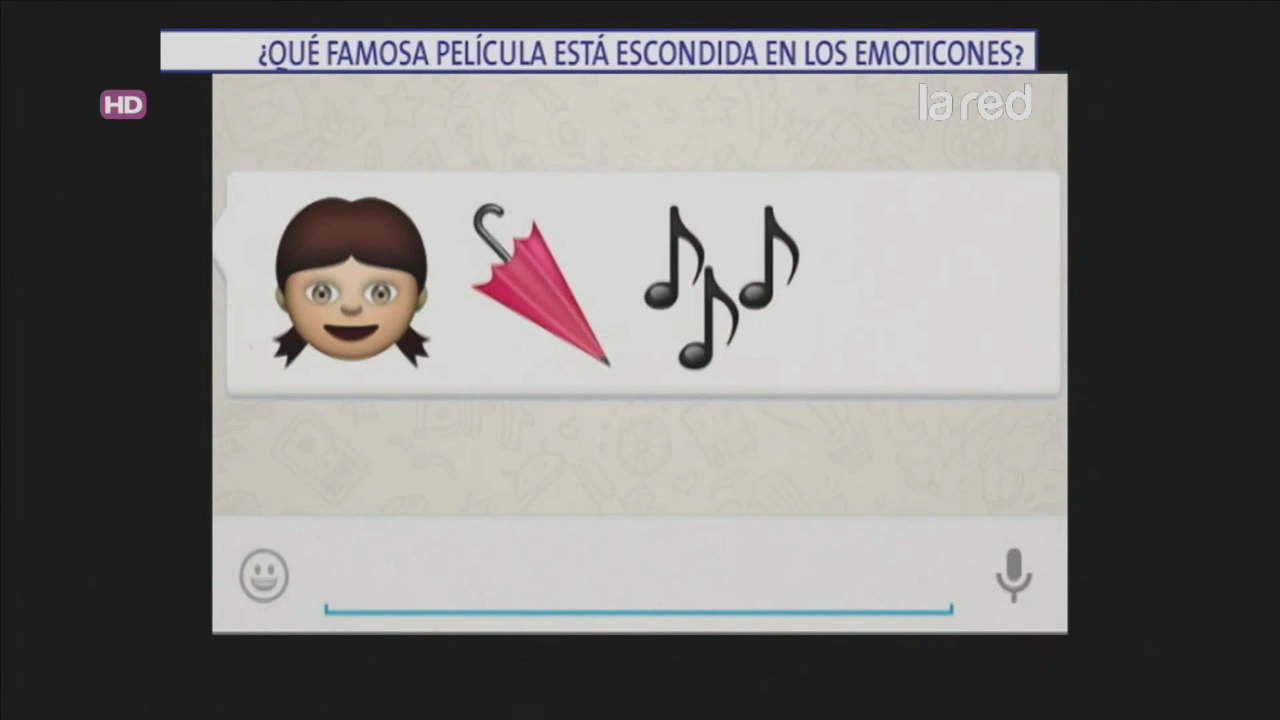 ¿QUÉ FAMOSA PELÍCULA ESTÁ ESCONDIDA EN LOS EMOTICONES?
HD
la red